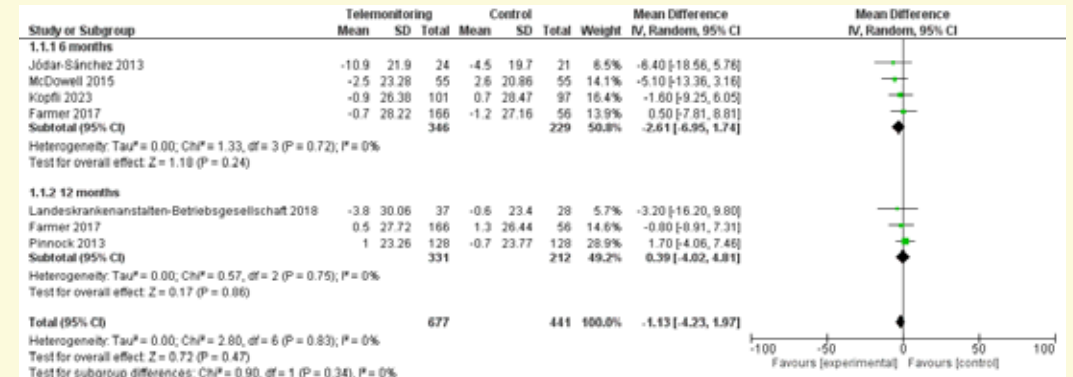 Telemonitoring Control Mean Difference Mean Difference
Study or Subgroup Mean SD Total Mean SD Total Weight IV, Random, 95% CI IV, Random, 95% CI
1.1.1 6 months
Jódar-Sánchez 2013 -10.9 21.9 24 -4.5 19.7 21 6.5% -6.40 [-18.56, 5.76]
McDowell 2015 -2.5 23.28 55 2.6 20.86 55 14.1% -5.10 [-13.36, 3.16]
Kopfli 2023 -0.9 26.38 101 0.7 28.47 97 16.4% -1.60 [-9.25, 6.05]
Farmer 2017 -0.7 28.22 166 -1.2 27.16 56 13.9% 0.50 [-7.81, 8.81]
Subtotal (95% CI) 346 229 50.8% -2.61 [-6.95, 1.74]
Heterogeneity: Tau² = 0.00; Chi² = 1.33, df = 3 (P = 0.72); I² = 0%
Test for overall effect: Z = 1.18 (P = 0.24)
1.1.2 12 months
Landeskrankenanstalten-Betriebsgesellschaft 2018 -3.8 30.06 37 -0.6 23.4 28 5.7% -3.20 [-16.20, 9.80]
Farmer 2017 0.5 27.72 166 1.3 26.44 56 14.6% -0.80 [-8.91, 7.31]
Pinnock 2013 1 23.26 128 -0.7 23.77 128 28.9% 1.70 [-4.06, 7.46]
Subtotal (95% CI) 331 212 49.2% 0.39 [-4.02, 4.81]
Heterogeneity: Tau² = 0.00; Chi² = 0.57, df = 2 (P = 0.75); I² = 0%
Test for overall effect: Z = 0.17 (P = 0.86)
Total (95% CI) 677 441 100.0% -1.13 [-4.23, 1.97]
Heterogeneity: Tau² = 0.00; Chi² = 2.80, df = 6 (P = 0.83); I² = 0%
Test for overall effect: Z = 0.72 (P = 0.47)
Test for subgroup differences: Chi² = 0.90, df = 1 (P = 0.34), I² = 0%
-100 -50 0 50 100
Favours [experimental] Favours [control]